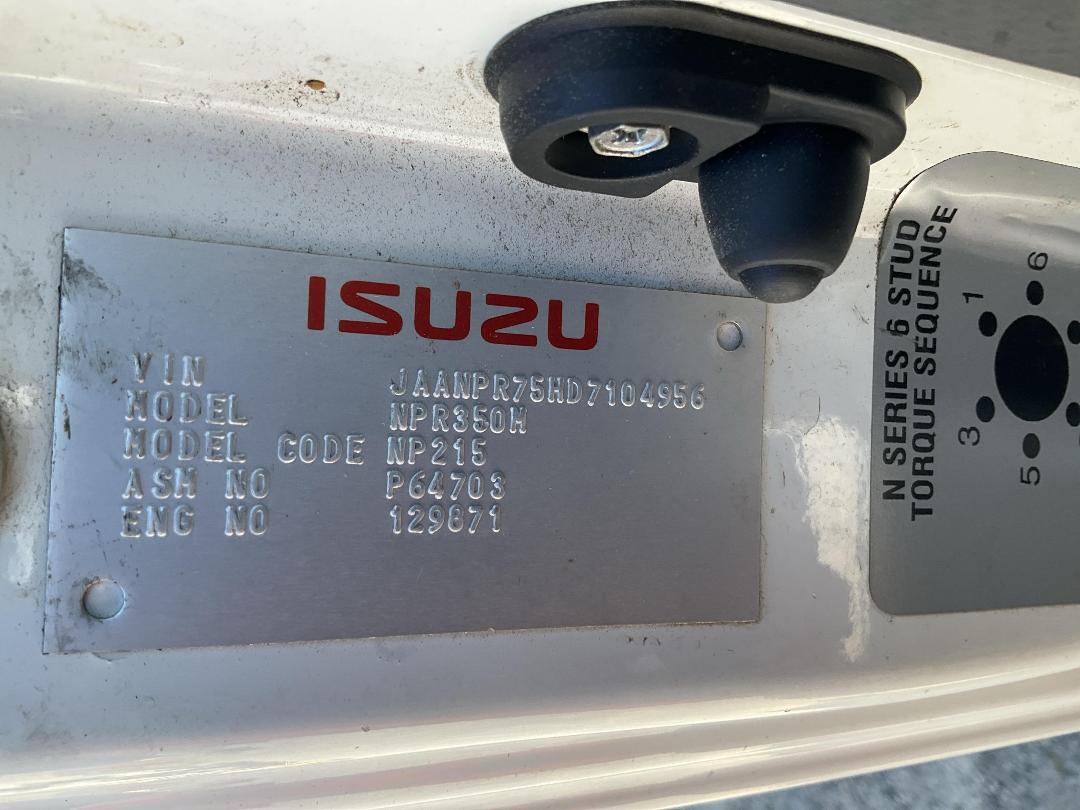 ISUZU
VIN JAANPR75HD7104956
MODEL NPR350M
MODEL CODE NP215
ASM NO P64703
ENG NO 129871
N SERIES 6 STUD
TORQUE SEQUENCE
1
6
3
5